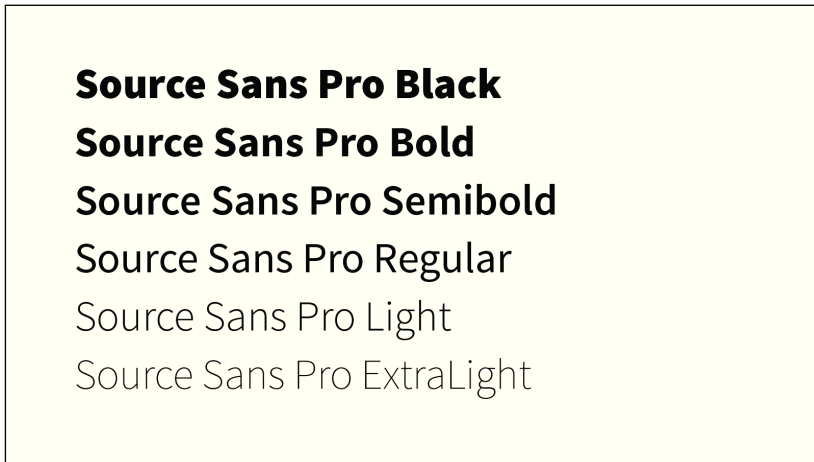 Source Sans Pro Black
Source Sans Pro Bold
Source Sans Pro Semibold
Source Sans Pro Regular
Source Sans Pro Light
Source Sans Pro ExtraLight